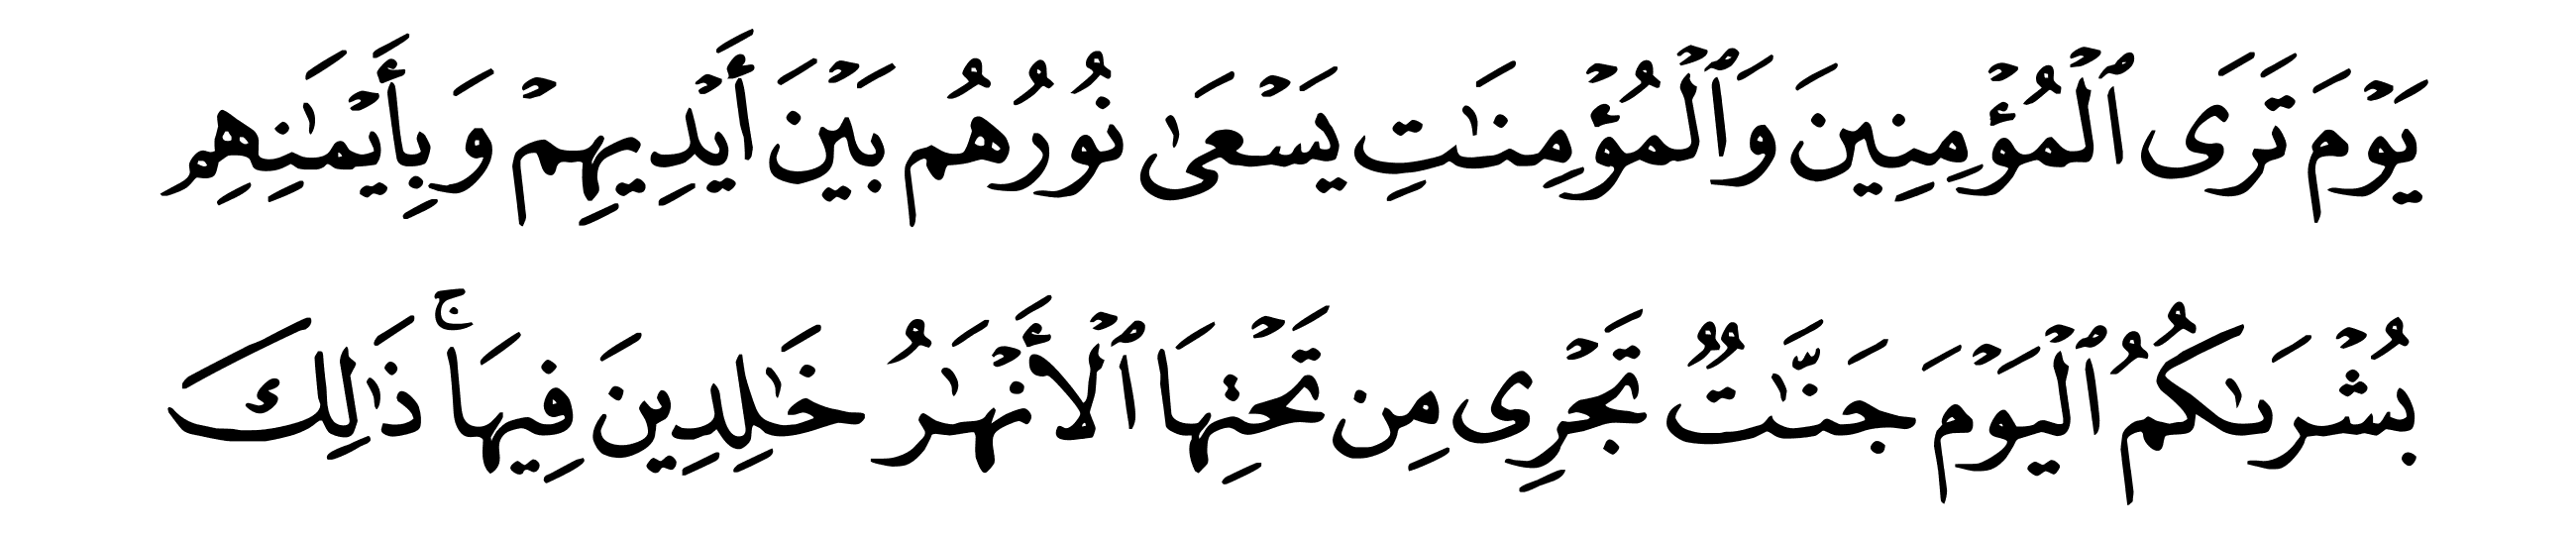 يَوْمَ تَرَى ٱلْمُؤْمِنِينَ وَٱلْمُؤْمِنَٰتِ يَسْعَىٰ نُورُهُم بَيْنَ أَيْدِيهِمْ وَبِأَيْمَٰنِهِم
بُشْرَىٰكُمُ ٱلْيَوْمَ جَنَّٰتٌ تَجْرِى مِن تَحْتِهَا ٱلْأَنْهَٰرُ خَٰلِدِينَ فِيهَا ۚ ذَٰلِكَ